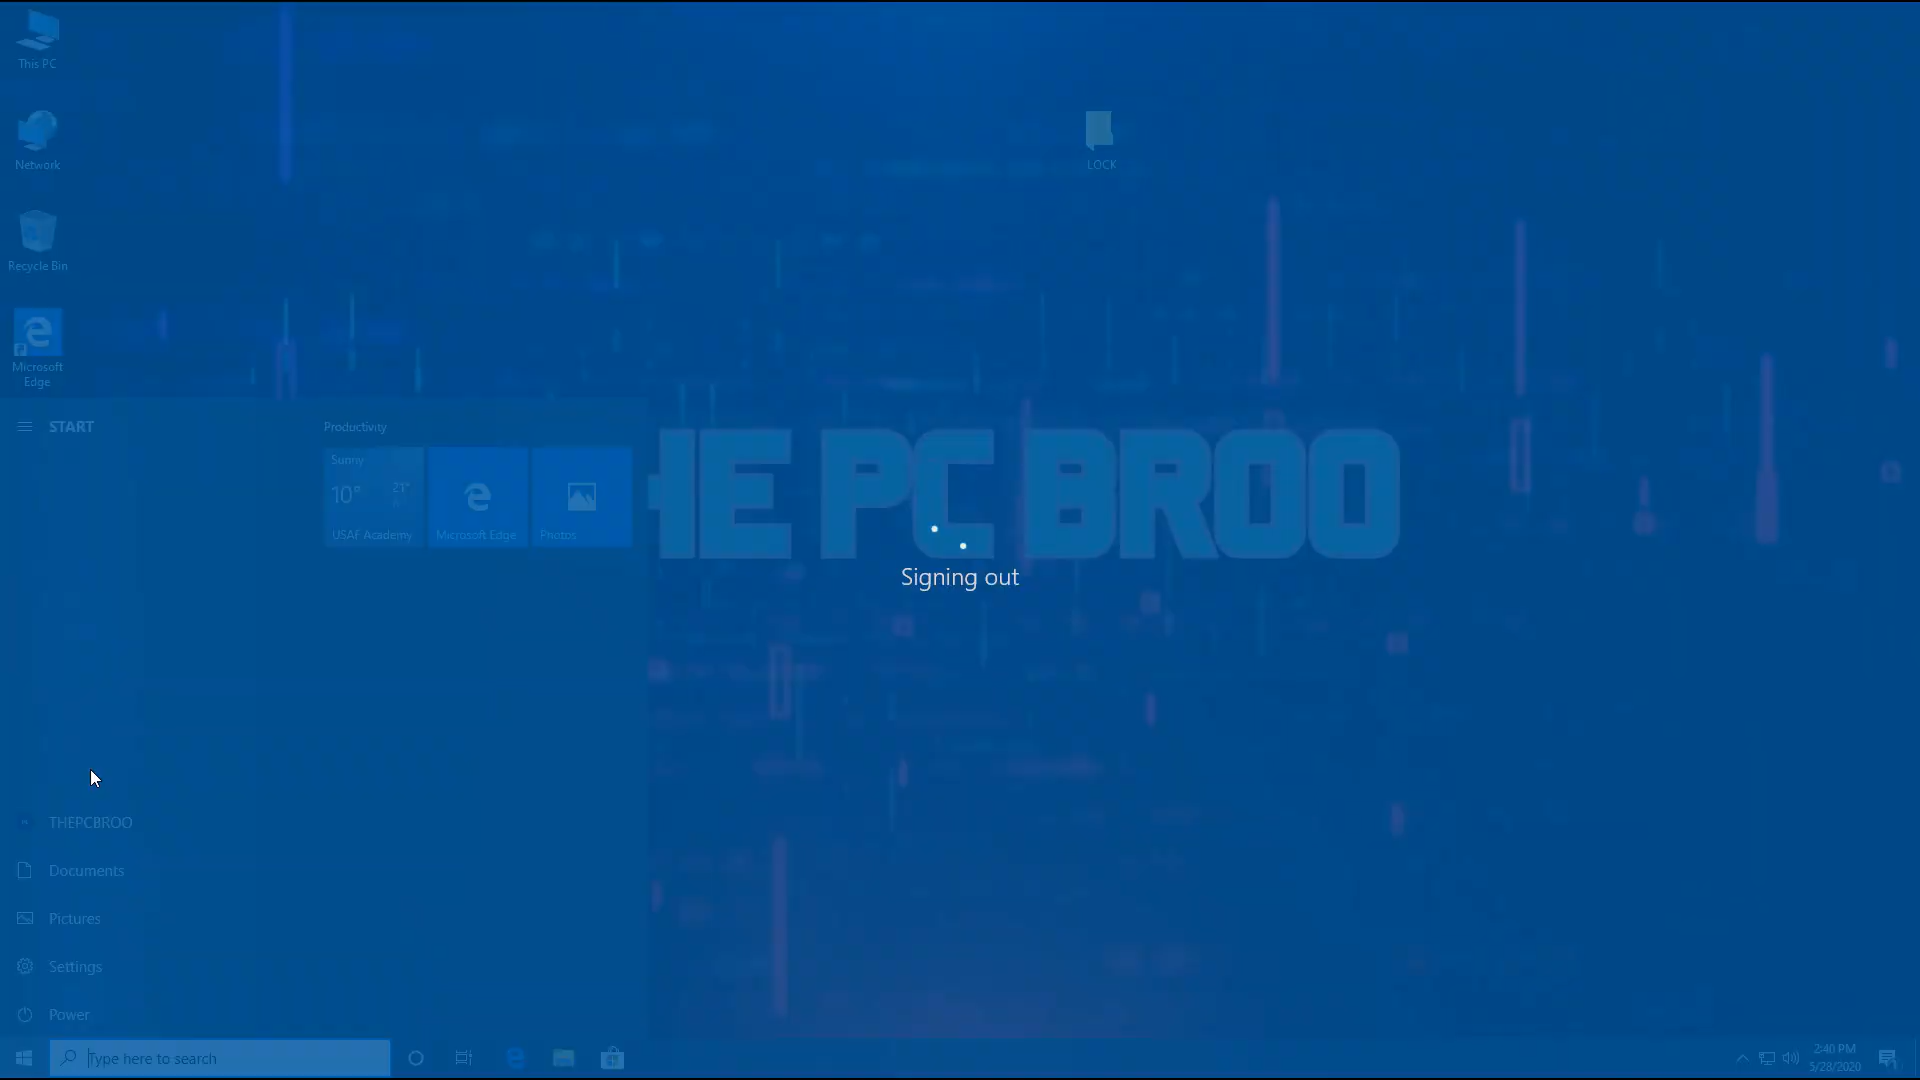 This PC
Network
LOCK
Recycle Bin
Microsoft
Edge
START
Productivity
Sunny
10°
21°
USAF Academy
Microsoft Edge
Photos
HE PC BROO
Signing out
THEPCBROO
Documents
Pictures
Settings
Power
Type here to search
2:40 PM
5/28/2020